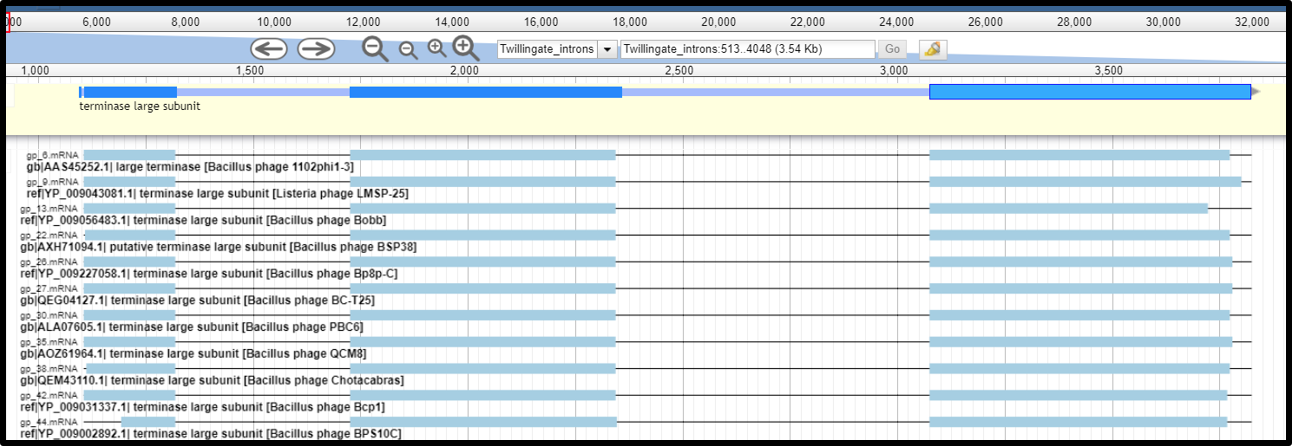 000 6,000 8,000 10,000 12,000 14,000 16,000 18,000 20,000 22,000 24,000 26,000 28,000 30,000 32,000
Twillingate_introns Twillingate_introns:513..4048 (3.54 Kb) Go
1,000 1,500 2,000 2,500 3,000 3,500
terminase large subunit
gp_6.mRNA
gb|AAS45252.1| large terminase [Bacillus phage 1102phi1-3]
gp_9.mRNA
ref|YP_009043081.1| terminase large subunit [Listeria phage LMSP-25]
gp_13.mRNA
ref|YP_009056483.1| terminase large subunit [Bacillus phage Bobb]
gp_22.mRNA
gb|AXH71094.1| putative terminase large subunit [Bacillus phage BSP38]
gp_26.mRNA
ref|YP_009227058.1| terminase large subunit [Bacillus phage Bp8p-C]
gp_27.mRNA
gb|QEG04127.1| terminase large subunit [Bacillus phage BC-T25]
gp_30.mRNA
gb|ALA07605.1| terminase large subunit [Bacillus phage PBC6]
gp_35.mRNA
gb|AOZ61964.1| terminase large subunit [Bacillus phage QCM8]
gp_38.mRNA
gb|QEM43110.1| terminase large subunit [Bacillus phage Chotacabras]
gp_42.mRNA
ref|YP_009031337.1| terminase large subunit [Bacillus phage Bcp1]
gp_44.mRNA
ref|YP_009002892.1| terminase large subunit [Bacillus phage BPS10C]